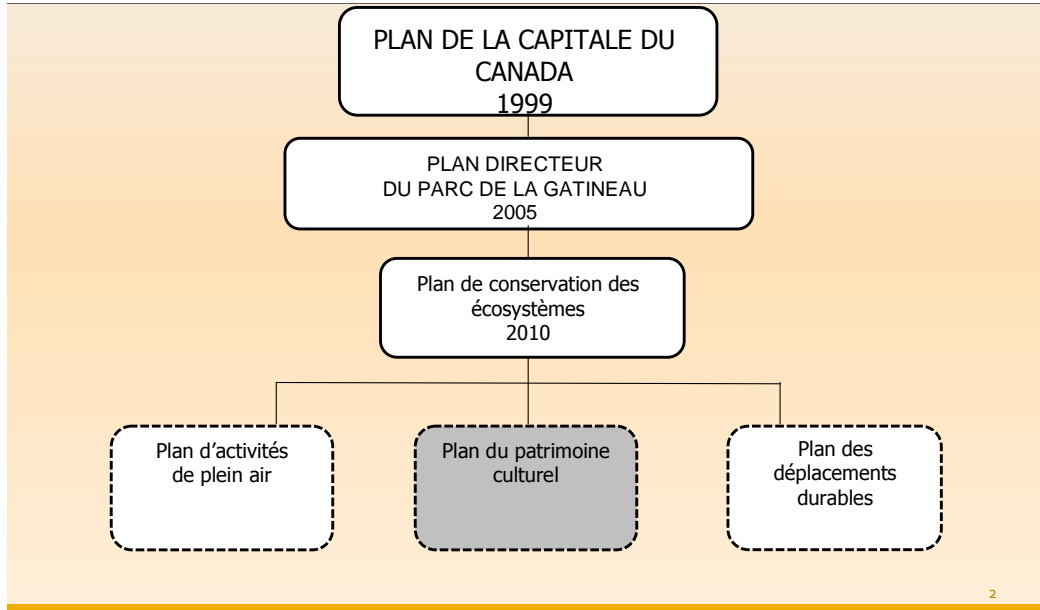 PLAN DE LA CAPITALE DU
CANADA
1999
PLAN DIRECTEUR
DU PARC DE LA GATINEAU
2005
Plan de conservation des
écosystèmes
2010
Plan d’activités
de plein air
Plan du patrimoine
culturel
Plan des
déplacements
durables
2